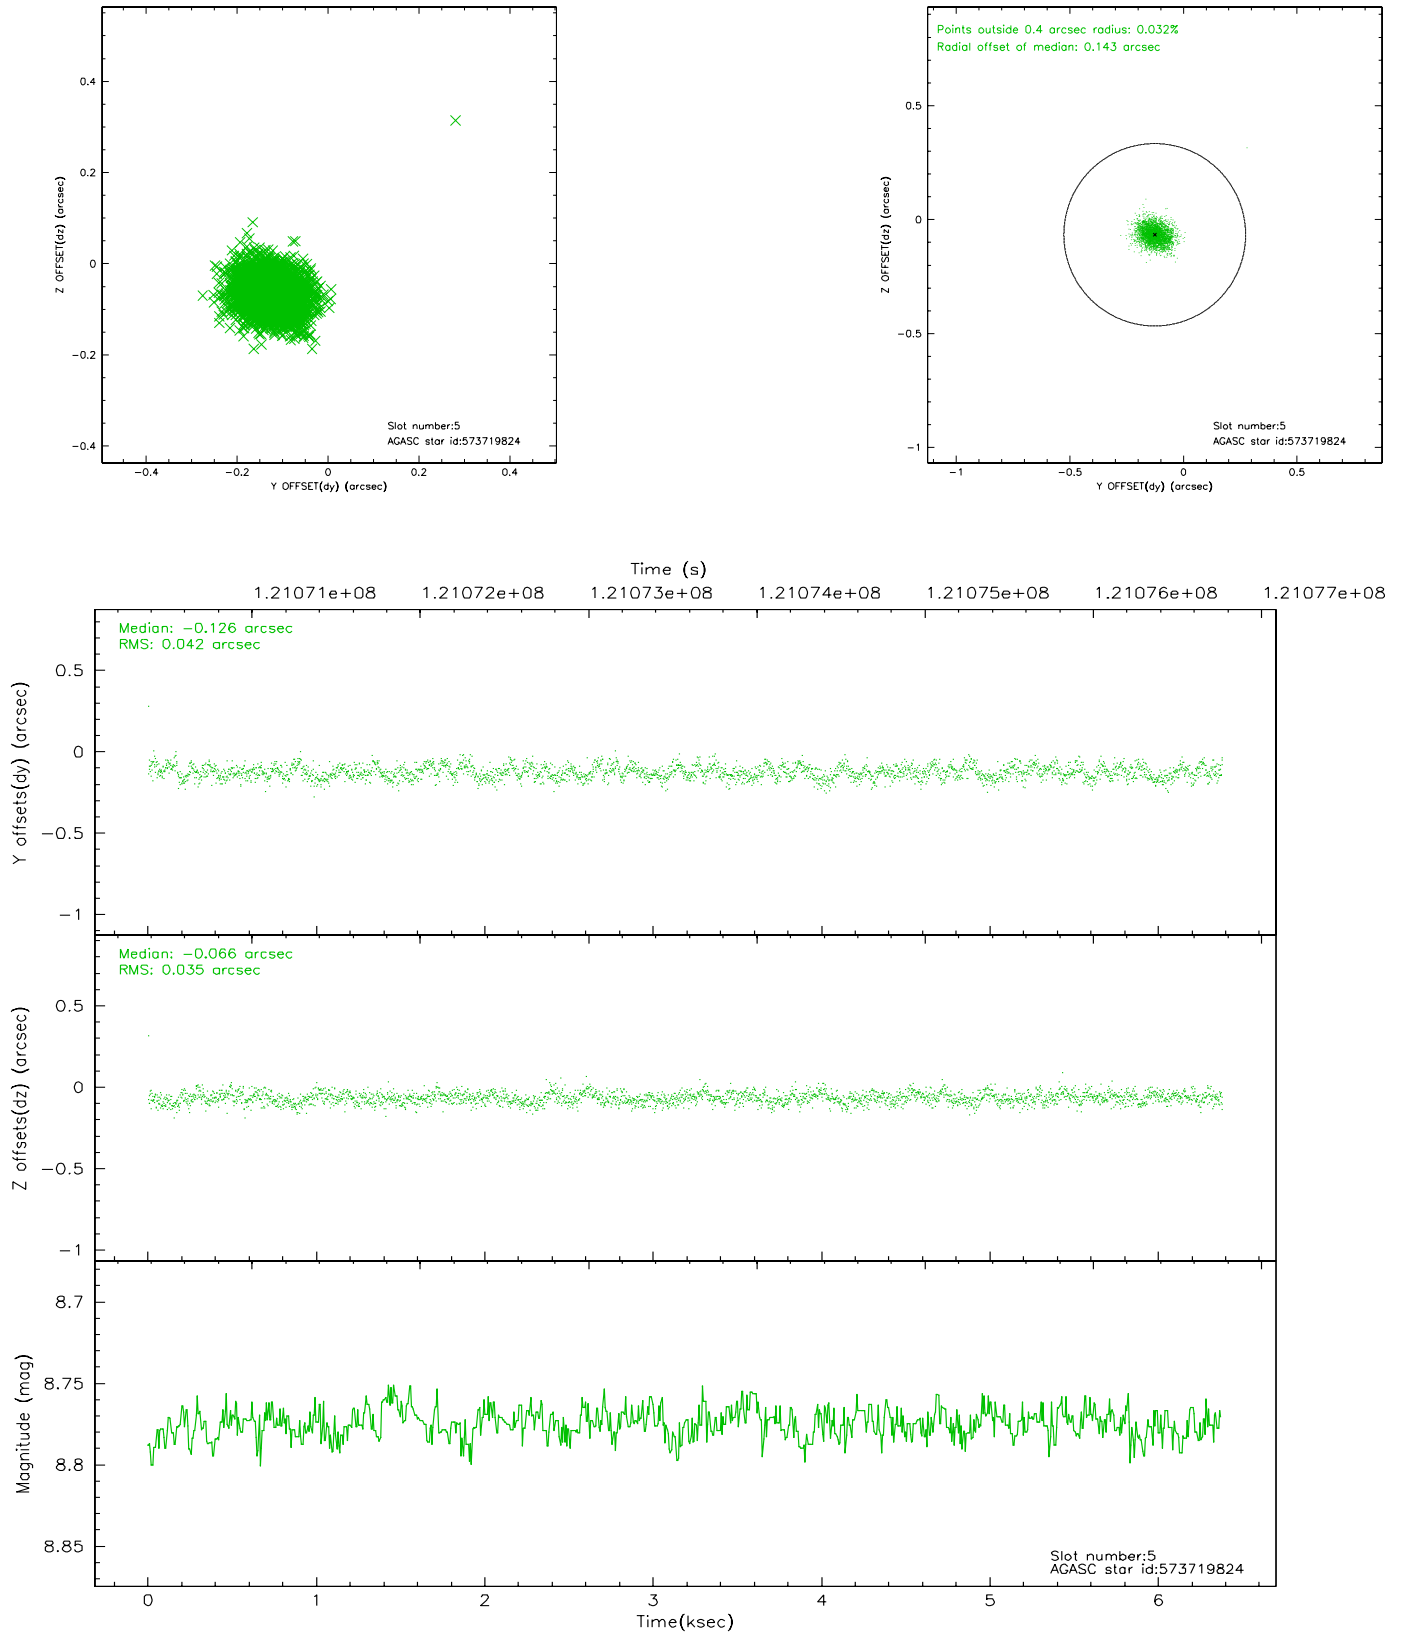 0.4
0.2
0
−0.2
−0.4
Z OFFSET(dz) (arcsec)
−0.4 −0.2 0 0.2 0.4
Y OFFSET(dy) (arcsec)
Slot number:5
AGASC star id:573719824
Points outside 0.4 arcsec radius: 0.032%
Radial offset of median: 0.143 arcsec
0.5
0
−0.5
−1
Z OFFSET(dz) (arcsec)
−1 −0.5 0 0.5
Y OFFSET(dy) (arcsec)
Slot number:5
AGASC star id:573719824
Time (s)
1.21071e+08 1.21072e+08 1.21073e+08 1.21074e+08 1.21075e+08 1.21076e+08 1.21077e+08
Median: −0.126 arcsec
RMS: 0.042 arcsec
0.5
0
−0.5
−1
Y offsets(dy) (arcsec)
Median: −0.066 arcsec
RMS: 0.035 arcsec
0.5
0
−0.5
−1
Z offsets(dz) (arcsec)
8.7
8.75
8.8
8.85
Magnitude (mag)
Slot number:5
AGASC star id:573719824
0 1 2 3 4 5 6
Time(ksec)